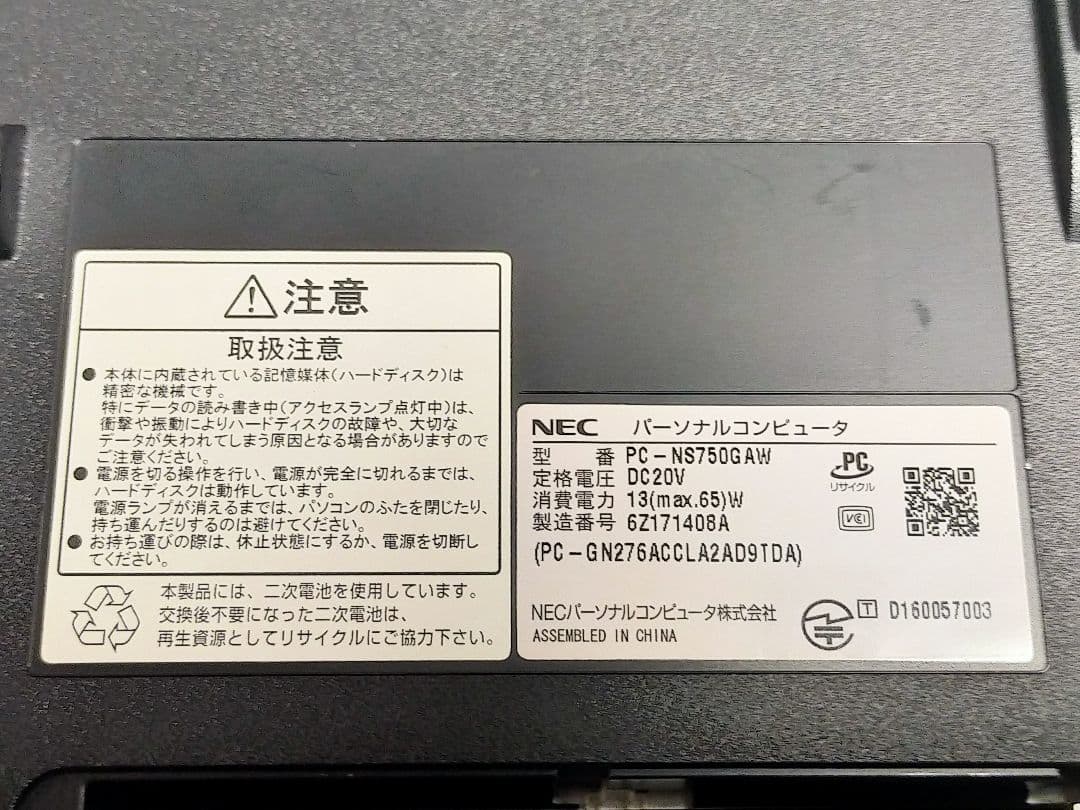 注意
取扱注意
● 本体に内蔵されている記憶媒体(ハードディスク)は
精密な機械です。
特にデータの読み書き中(アクセスランプ点灯中)は、
衝撃や振動によりハードディスクの故障や、大切な
データが失われてしまう原因となる場合がありますので
ご注意ください。
● 電源を切る操作を行い、電源が完全に切れるまでは、
ハードディスクは動作しています。
電源ランプが消えるまでは、パソコンのふたを閉じたり、
持ち運んだりするのは避けてください。
● お持ち運びの際は、休止状態にするか、電源を切断し
てください。
本製品には、二次電池を使用しています。
交換後不要になった二次電池は、
再生資源としてリサイクルにご協力下さい。
NEC パーソナルコンピュータ
型番 PC-NS750GAW
定格電圧 DC20V
消費電力 13(max.65)W
製造番号 6Z171408A
(PC-GN276ACCLA2AD9TDA)
PC
リサイクル
VCI
NECパーソナルコンピュータ株式会社
ASSEMBLED IN CHINA
T D160057003